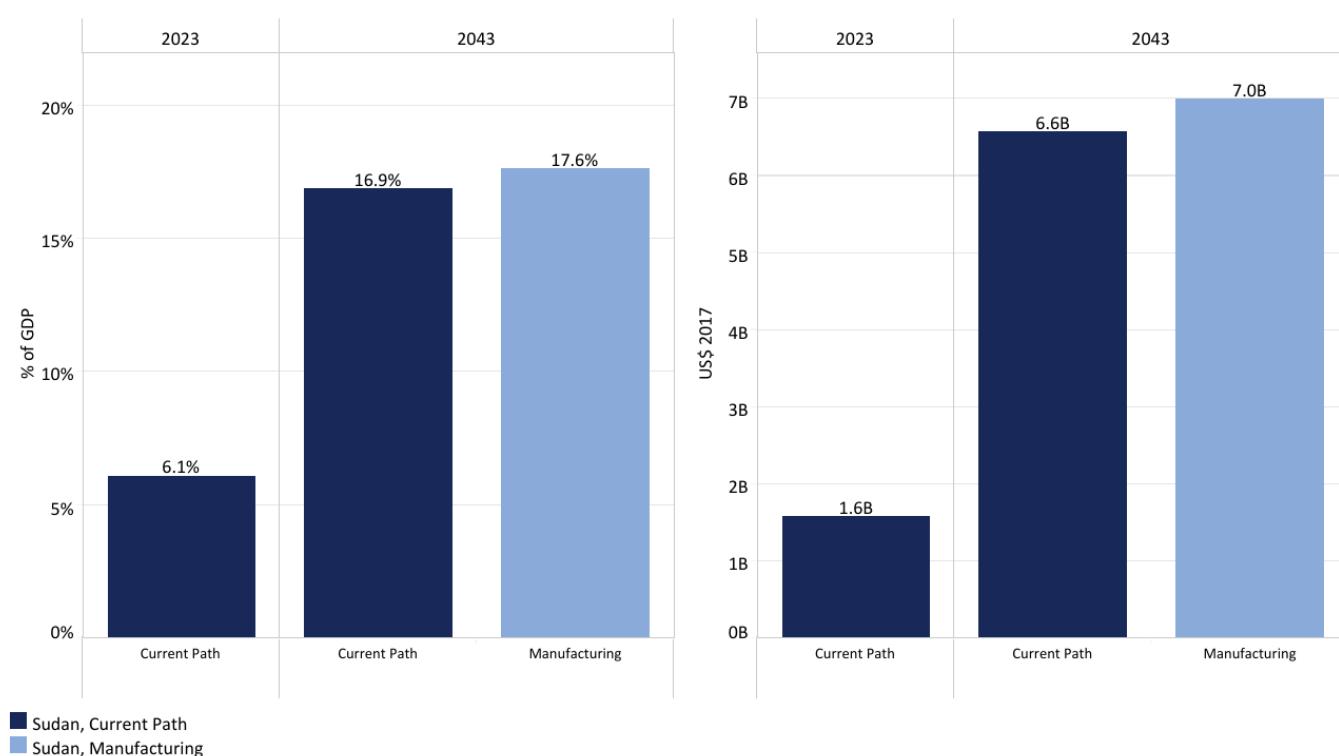 2023 2043
20%
15%
10%
5%
0%
% of GDP
6.1%
16.9%
17.6%
Current Path Current Path Manufacturing
2023 2043
7B
6B
5B
4B
3B
2B
1B
0B
US$ 2017
1.6B
6.6B
7.0B
Current Path Current Path Manufacturing
Sudan, Current Path
Sudan, Manufacturing